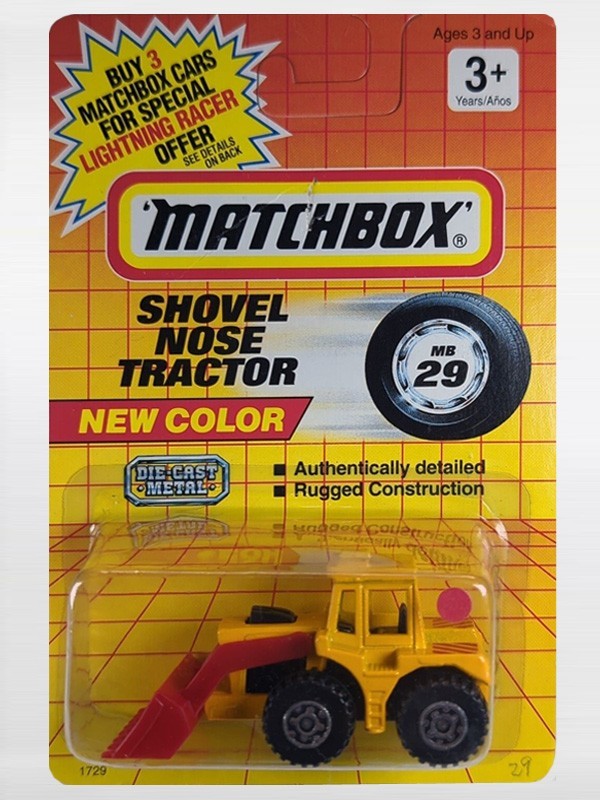 BUY 3
MATCHBOX CARS
FOR SPECIAL
LIGHTNING RACER
OFFER
SEE DETAILS
ON BACK
Ages 3 and Up
3+
Years/Años
'MATCHBOX'®
SHOVEL
NOSE
TRACTOR
MB
29
NEW COLOR
DIE-CAST
METAL
■ Authentically detailed
■ Rugged Construction
1729
29